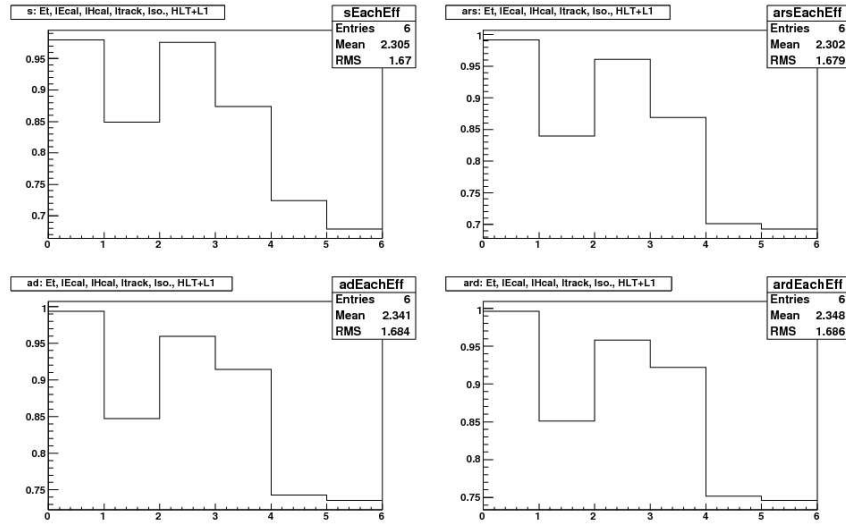 s: Et, IEcal, IHcal, Itrack, Iso., HLT+L1
sEachEff
Entries 6
Mean 2.305
RMS 1.67
0.95
0.9
0.85
0.8
0.75
0.7
0 1 2 3 4 5 6
ars: Et, IEcal, IHcal, Itrack, Iso., HLT+L1
arsEachEff
Entries 6
Mean 2.302
RMS 1.679
1
0.95
0.9
0.85
0.8
0.75
0.7
0 1 2 3 4 5 6
ad: Et, IEcal, IHcal, Itrack, Iso., HLT+L1
adEachEff
Entries 6
Mean 2.341
RMS 1.684
1
0.95
0.9
0.85
0.8
0.75
0 1 2 3 4 5 6
ard: Et, IEcal, IHcal, Itrack, Iso., HLT+L1
ardEachEff
Entries 6
Mean 2.348
RMS 1.686
1
0.95
0.9
0.85
0.8
0.75
0 1 2 3 4 5 6